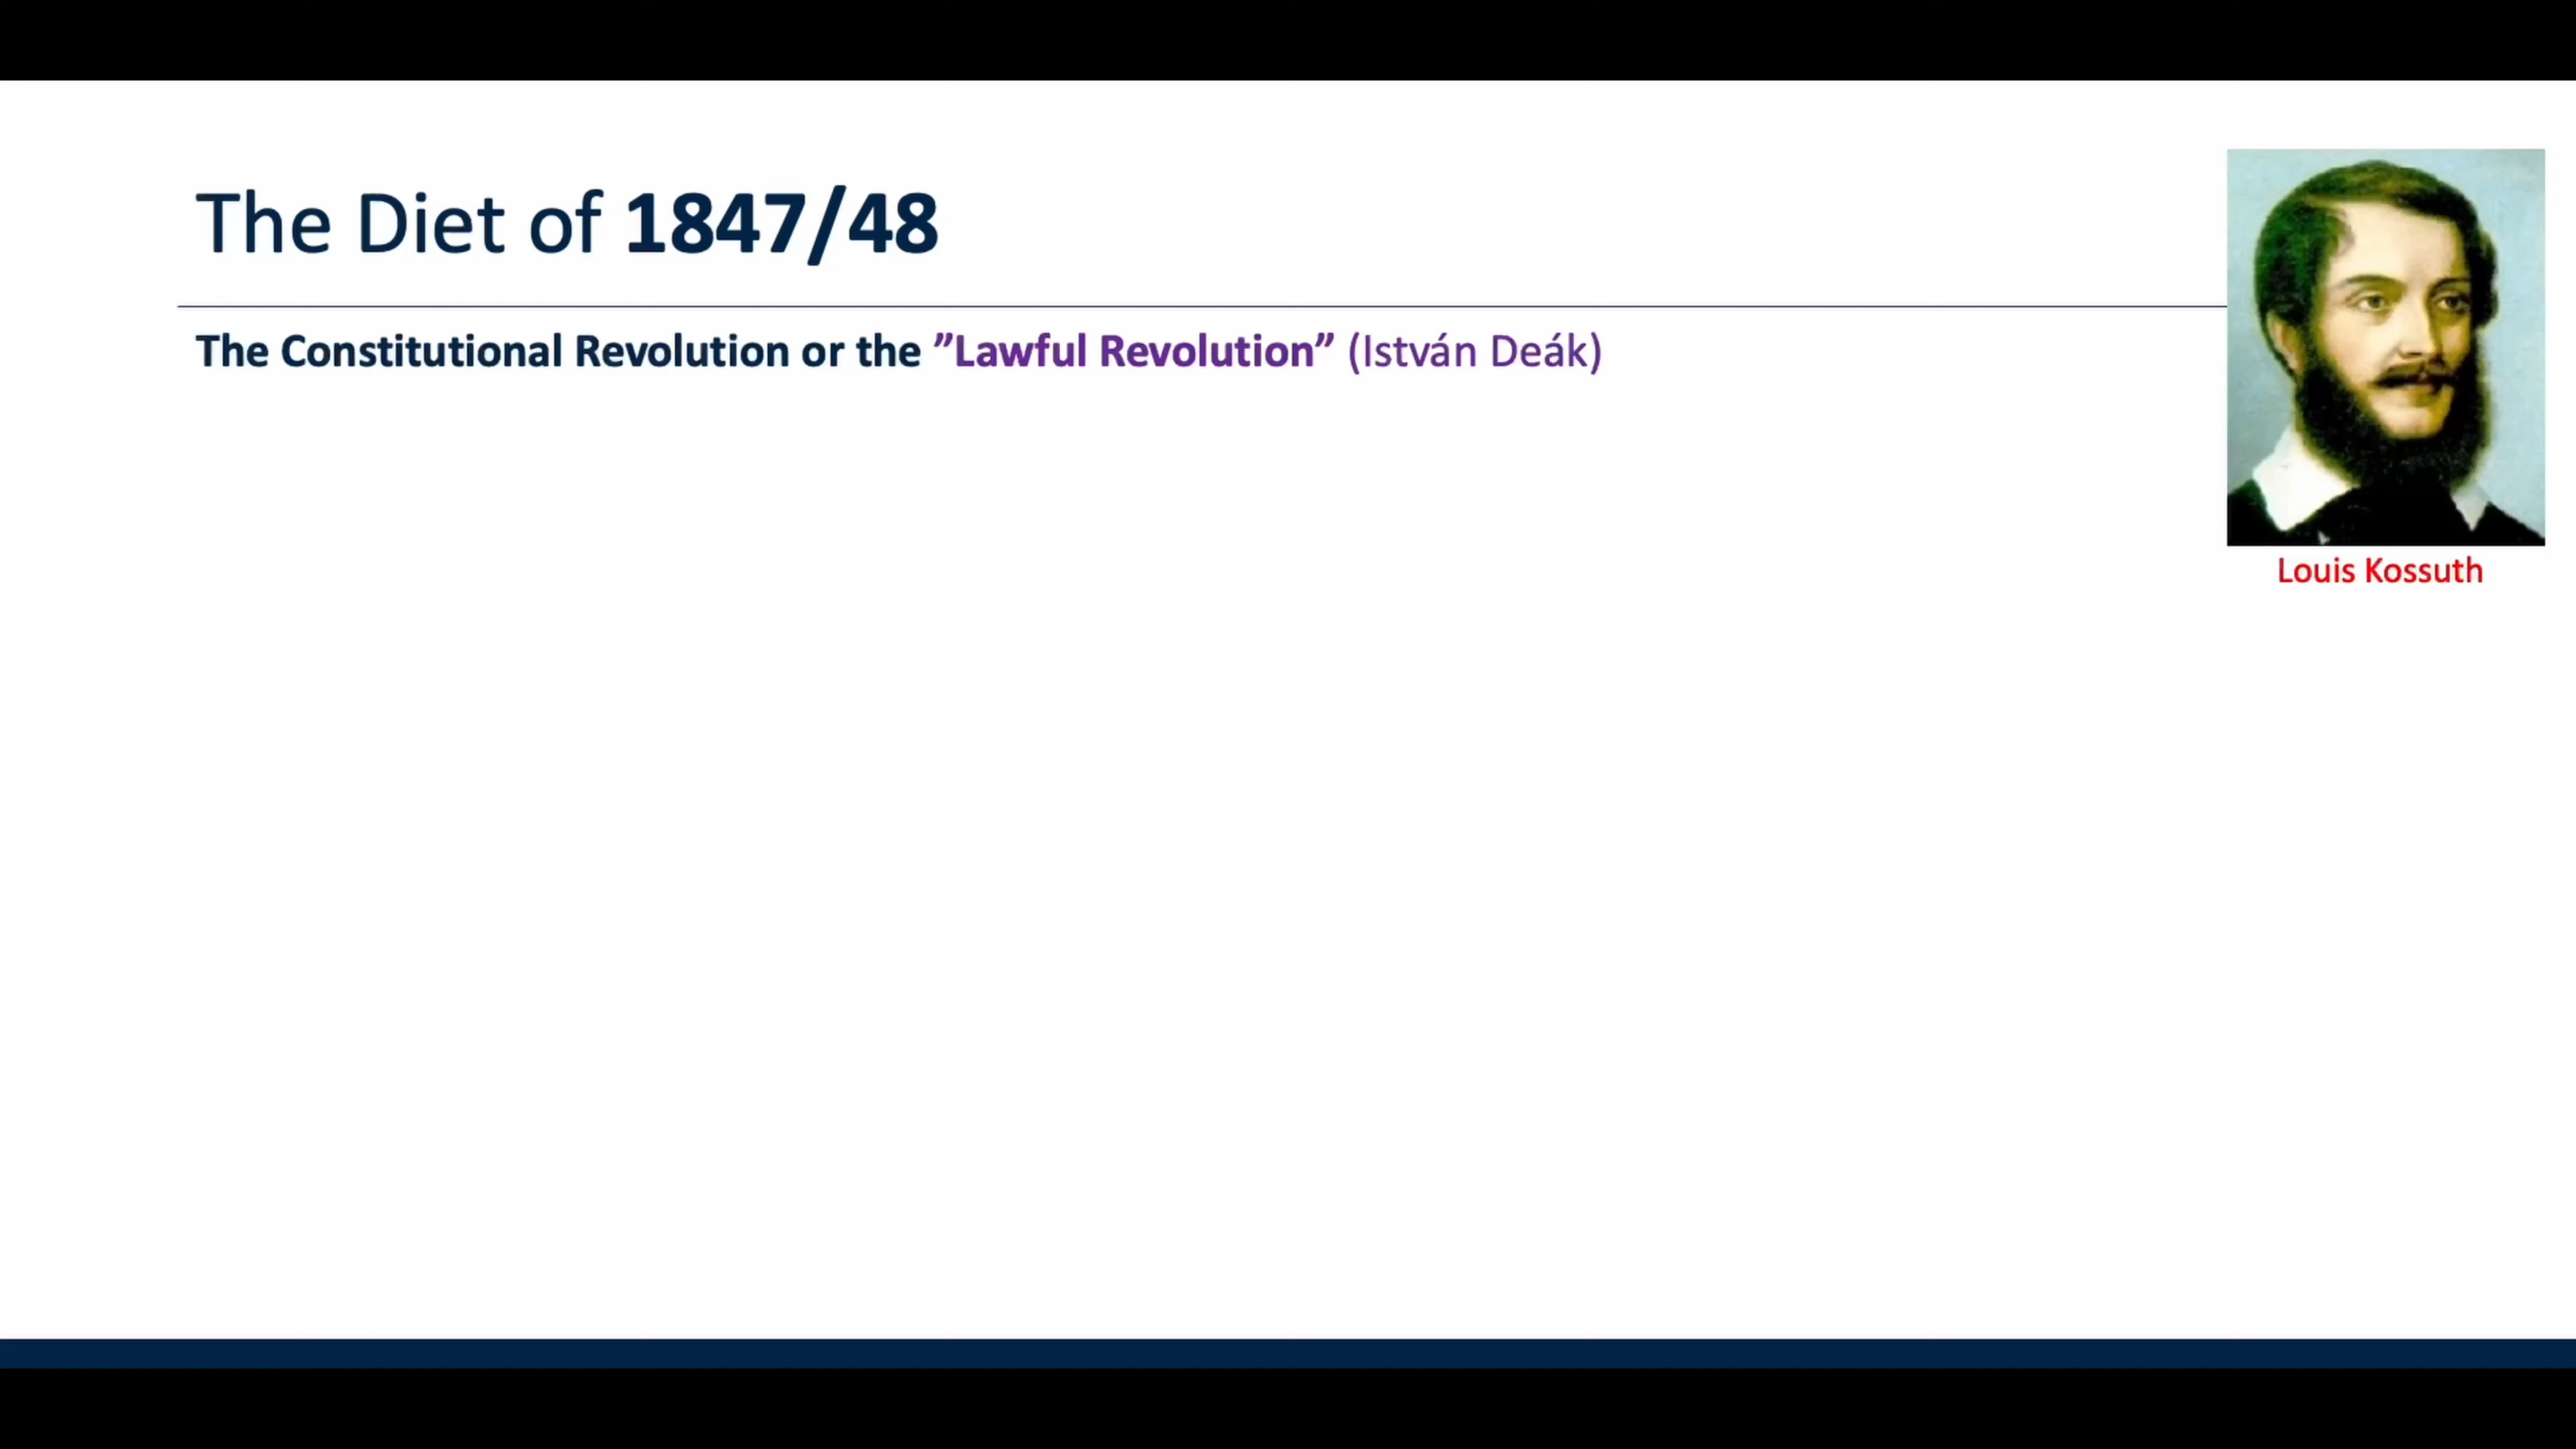 The Diet of 1847/48
The Constitutional Revolution or the ”Lawful Revolution” (István Deák)
Louis Kossuth